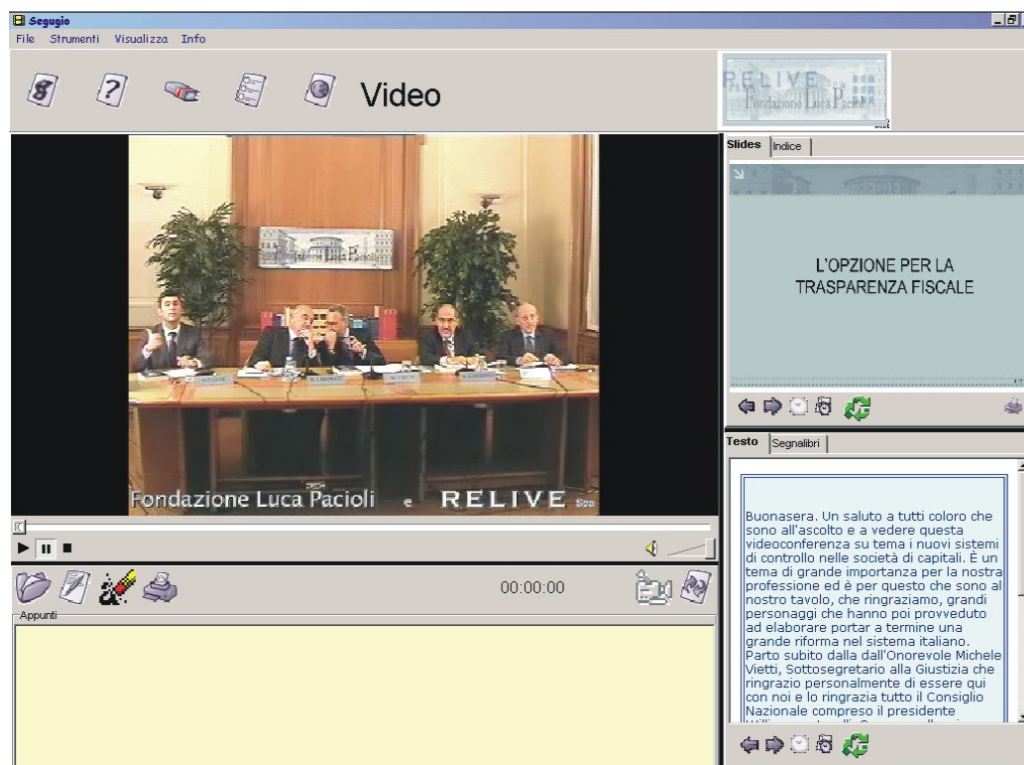 Segugio
File Strumenti Visualizza Info
Video
RELIVE
Fondazione Luca Pacioli
Slides Indice
L'OPZIONE PER LA
TRASPARENZA FISCALE
Fondazione Luca Pacioli
Fondazione Luca Pacioli e RELIVE
00:00:00
Appunti
Testo Segnalibri
Buonasera. Un saluto a tutti coloro che
sono all'ascolto e a vedere questa
videoconferenza su tema i nuovi sistemi
di controllo nelle società di capitali. È un
tema di grande importanza per la nostra
professione ed è per questo che sono al
nostro tavolo, che ringraziamo, grandi
personaggi che hanno poi provveduto
ad elaborare portar a termine una
grande riforma nel sistema italiano.
Parto subito dalla dall'Onorevole Michele
Vietti, Sottosegretario alla Giustizia che
ringrazio personalmente di essere qui
con noi e lo ringrazia tutto il Consiglio
Nazionale compreso il presidente